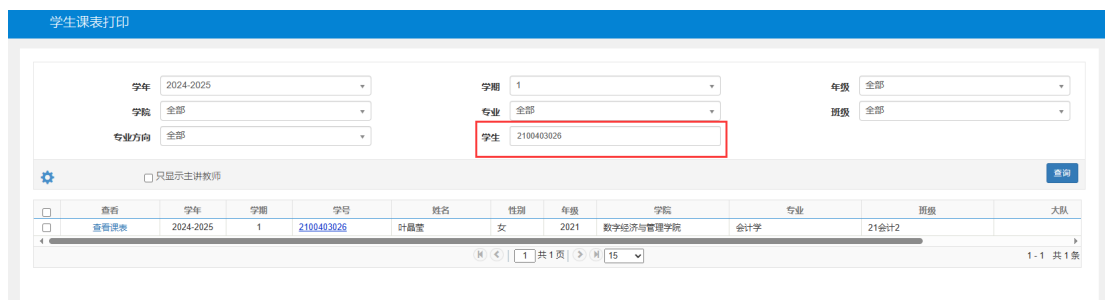 学生课表打印
学年 2024-2025 学期 1 年级 全部
学院 全部 专业 全部 班级 全部
专业方向 全部 学生 2100403026
只显示主讲教师 查询
查看 学年 学期 学号 姓名 性别 年级 学院 专业 班级 大队
查看课表 2024-2025 1 2100403026 叶晶莹 女 2021 数字经济与管理学院 会计学 21会计2
1 共1页 15 1-1 共1条